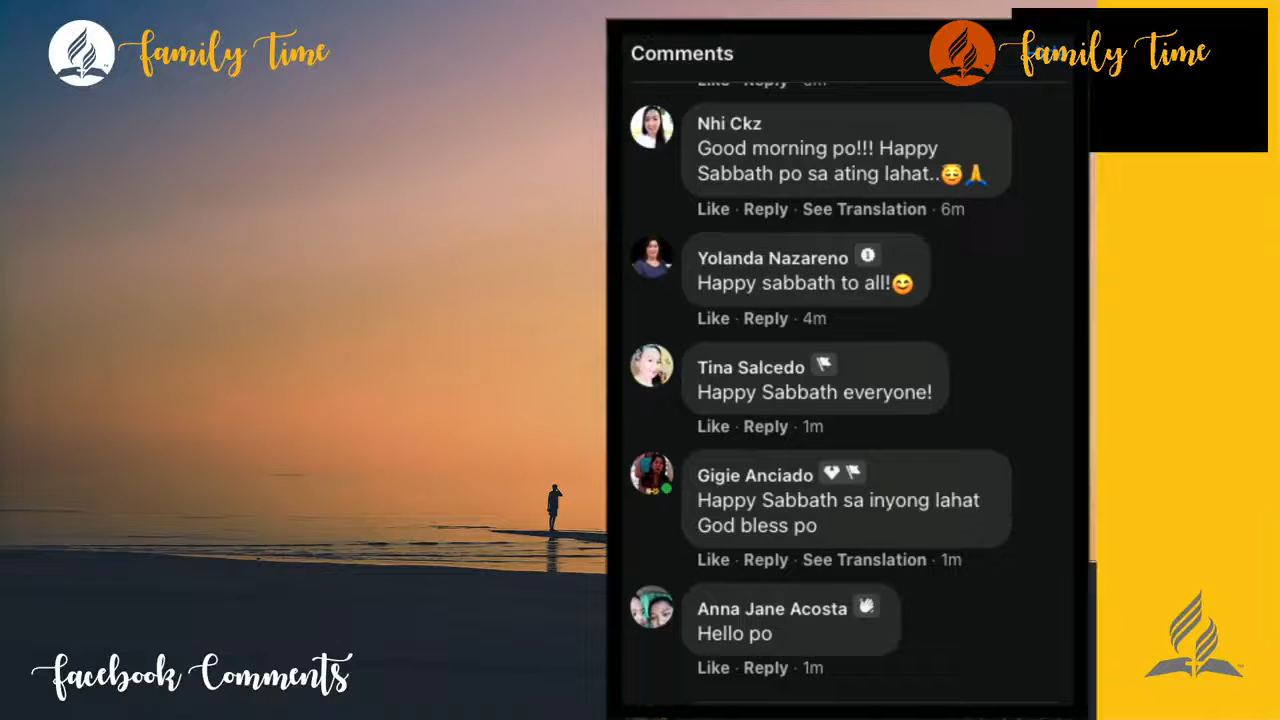 family Time
Comments
family Time
Like · Reply
Nhi Ckz
Good morning po!!! Happy
Sabbath po sa ating lahat..😇🙏
Like · Reply · See Translation · 6m
Yolanda Nazareno
Happy sabbath to all!😊
Like · Reply · 4m
Tina Salcedo
Happy Sabbath everyone!
Like · Reply · 1m
Gigie Anciado
Happy Sabbath sa inyong lahat
God bless po
Like · Reply · See Translation · 1m
Anna Jane Acosta
Hello po
Like · Reply · 1m
facebook Comments